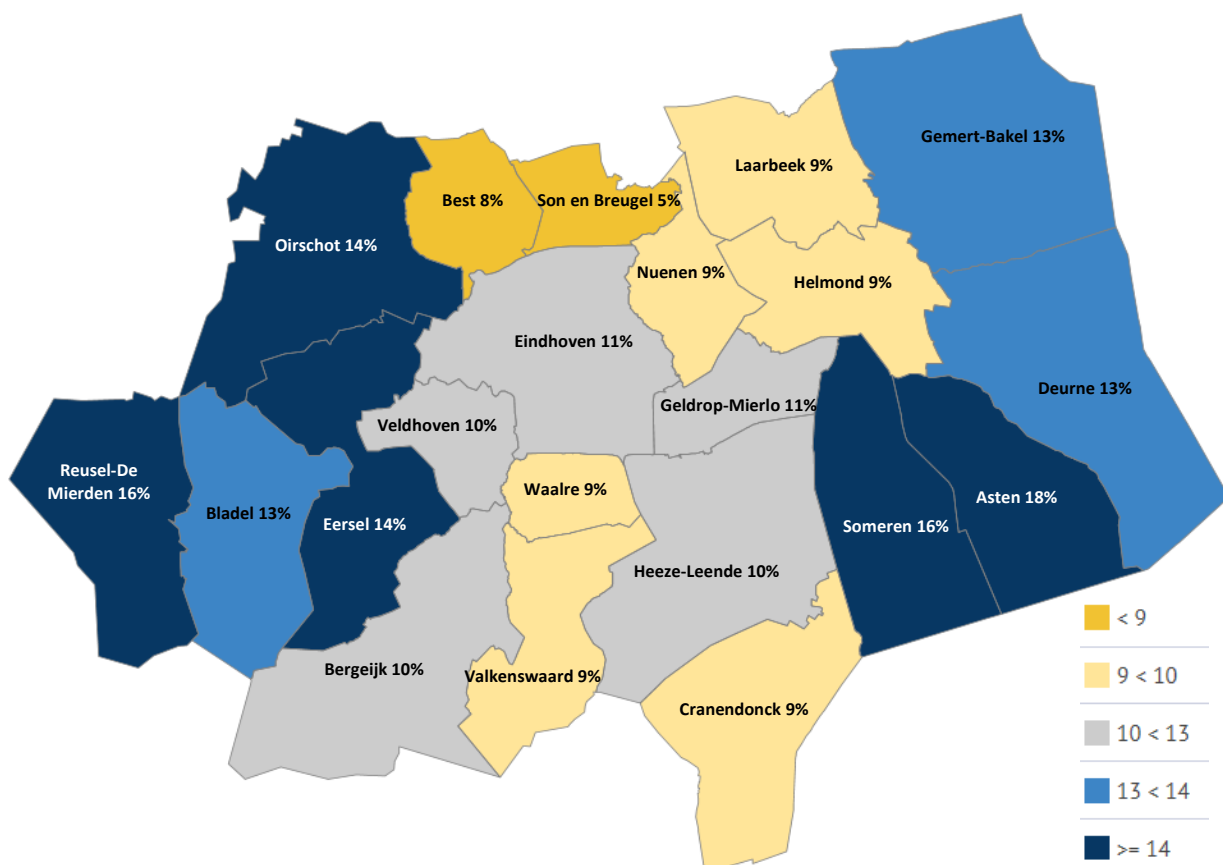 Gemert-Bakel 13%
Laarbeek 9%
Best 8%
Son en Breugel 5%
Oirschot 14%
Nuenen 9%
Helmond 9%
Eindhoven 11%
Deurne 13%
Geldrop-Mierlo 11%
Veldhoven 10%
Reusel-De
Mierden 16%
Waalre 9%
Asten 18%
Bladel 13%
Eersel 14%
Someren 16%
Heeze-Leende 10%
Bergeijk 10%
Valkenswaard 9%
Cranendonck 9%
< 9
9 < 10
10 < 13
13 < 14
>= 14